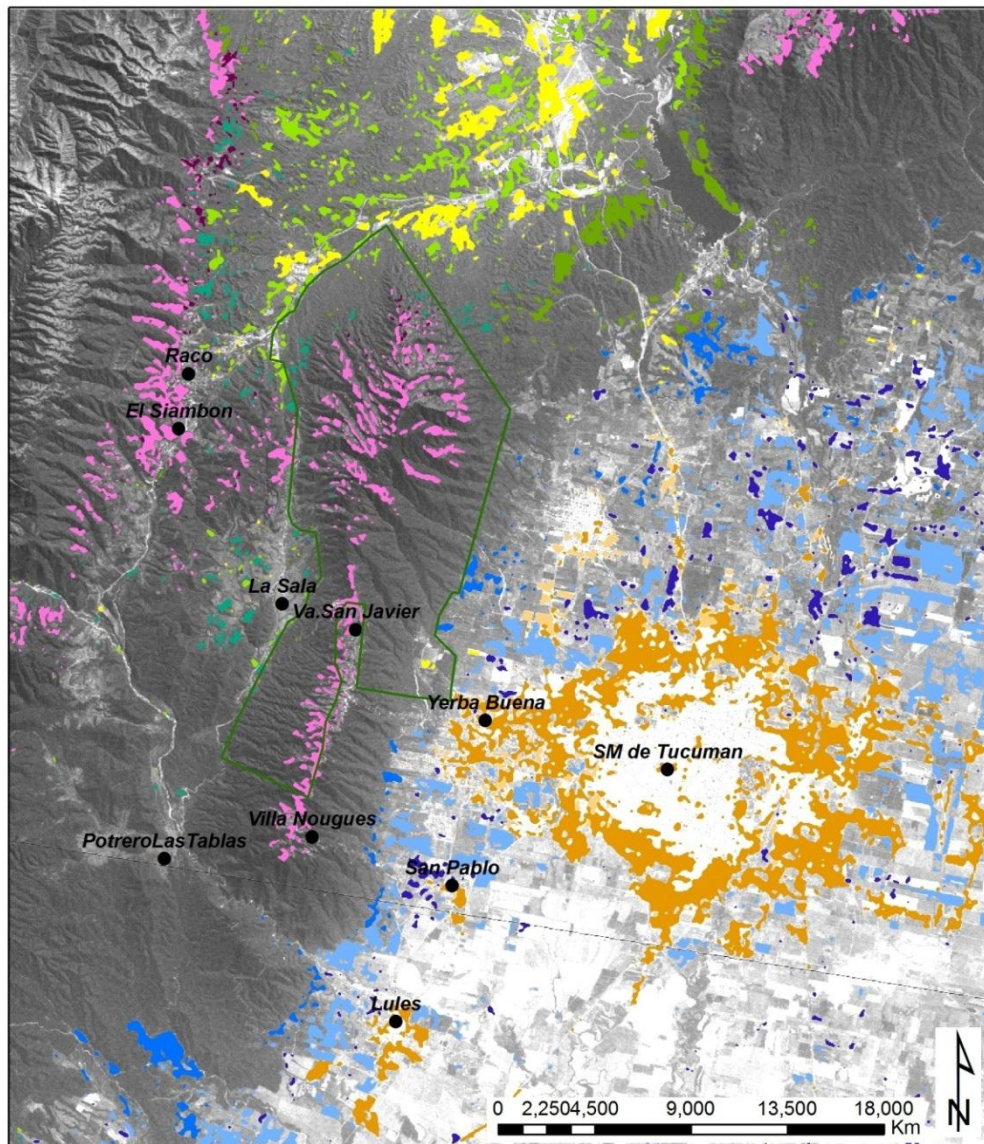 Raco
El Siambon
La Sala
Va.San Javier
Yerba Buena
SM de Tucuman
Villa Nougues
PotreroLasTablas
San Pablo
Lules
0 2,2504,500 9,000 13,500 18,000
Km
N